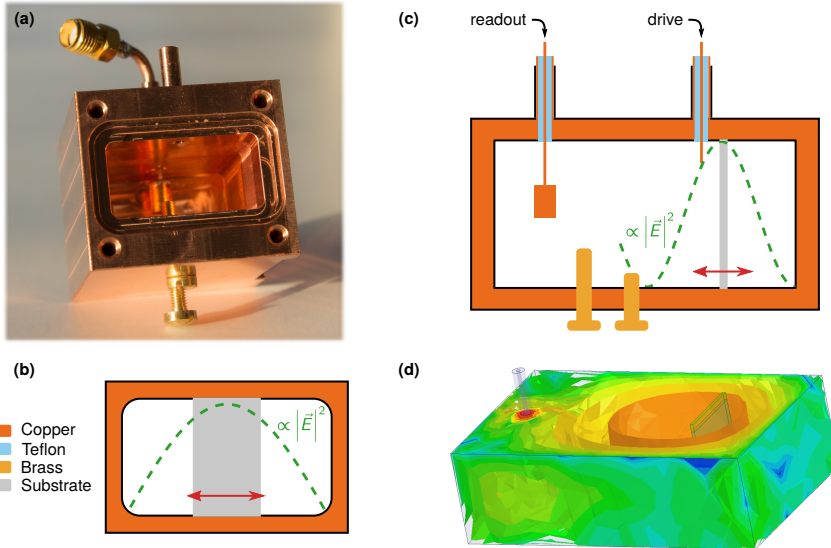 (a)
(c)
readout
drive
∝ |E⃗|²
(b)
∝ |E⃗|²
Copper
Teflon
Brass
Substrate
(d)